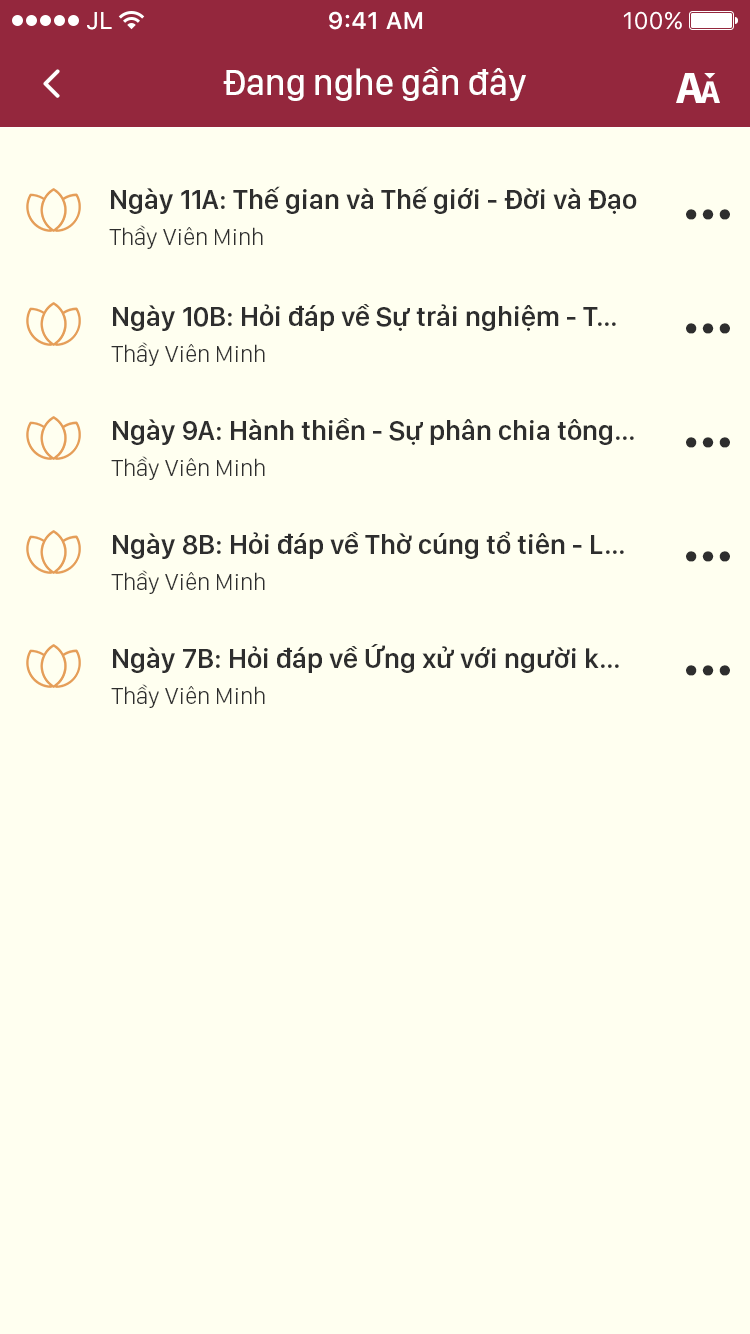 JL 9:41 AM 100%
Đang nghe gần đây
AA
Ngày 11A: Thế gian và Thế giới - Đời và Đạo
Thầy Viên Minh
Ngày 10B: Hỏi đáp về Sự trải nghiệm - T...
Thầy Viên Minh
Ngày 9A: Hành thiền - Sự phân chia tông...
Thầy Viên Minh
Ngày 8B: Hỏi đáp về Thờ cúng tổ tiên - L...
Thầy Viên Minh
Ngày 7B: Hỏi đáp về Ứng xử với người k...
Thầy Viên Minh